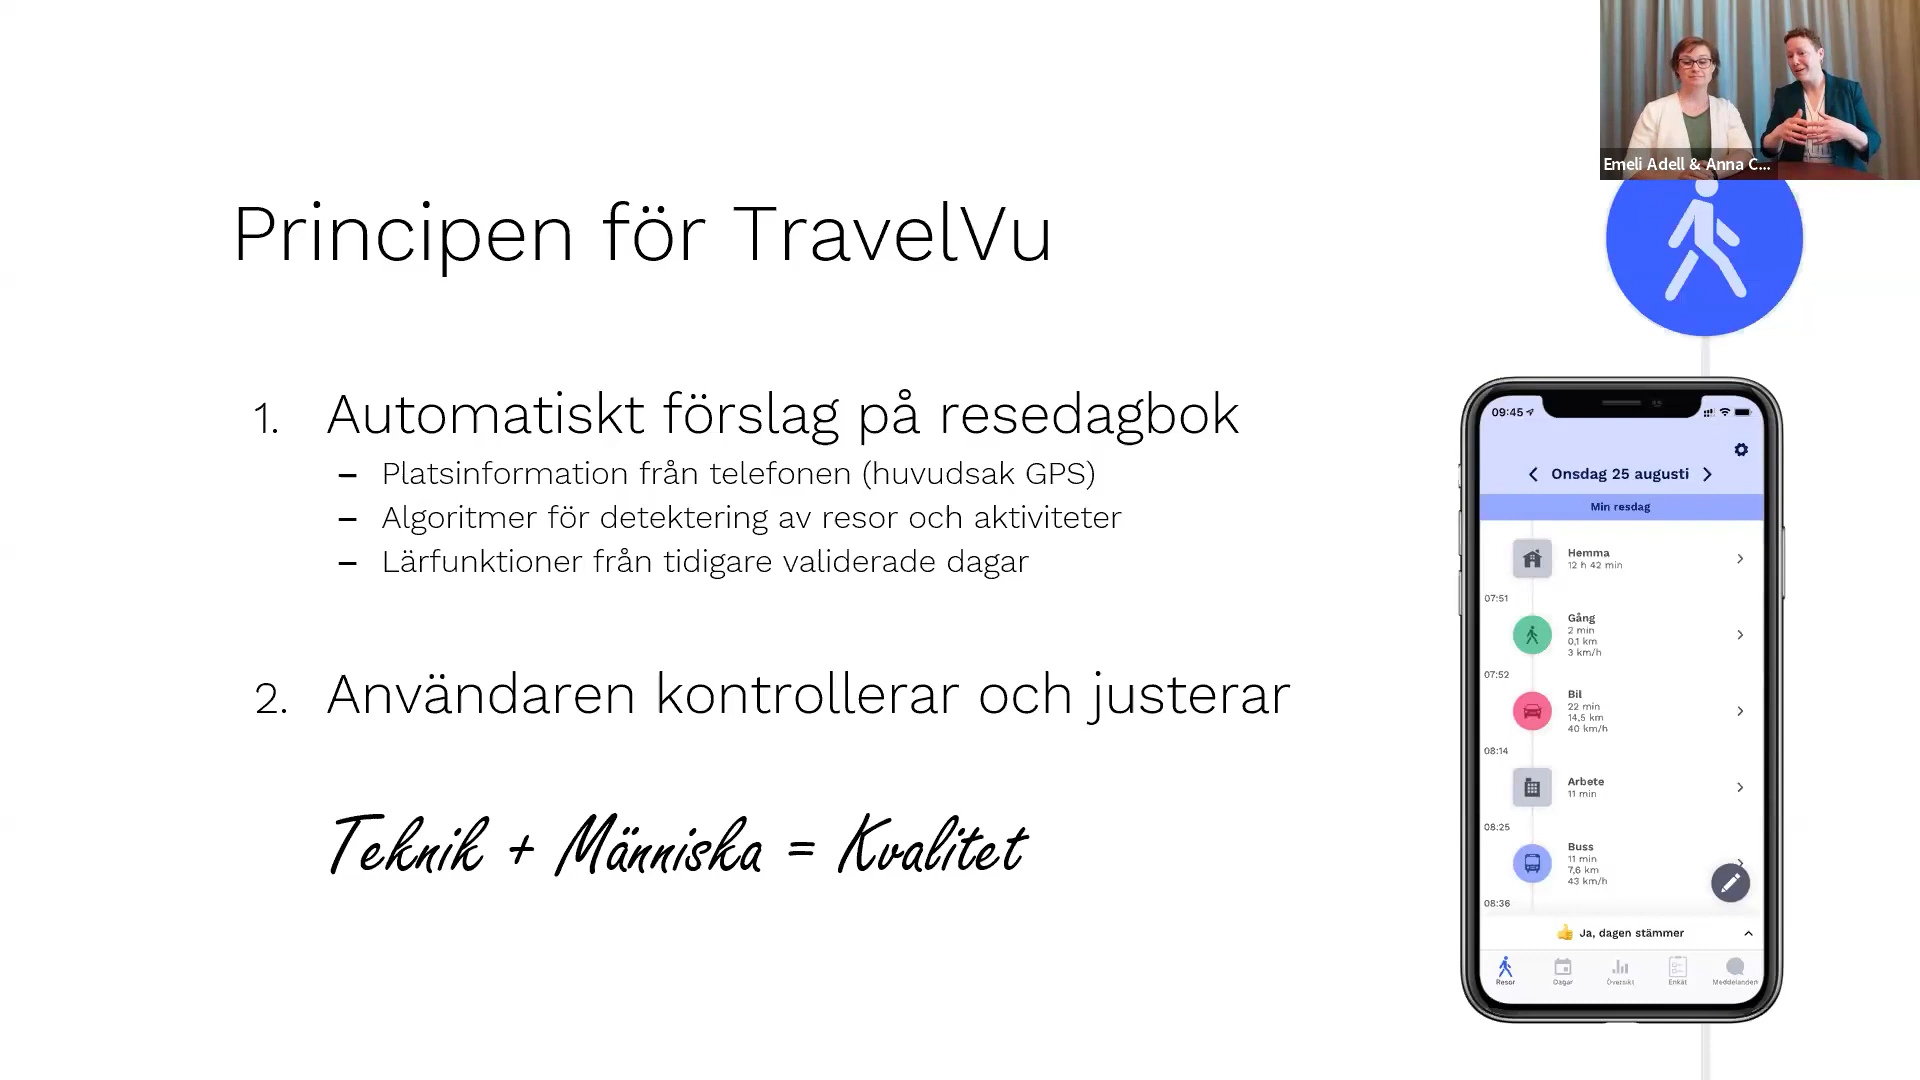 Emeli Adell & Anna C...
Principen för TravelVu
1. Automatiskt förslag på resedagbok
– Platsinformation från telefonen (huvudsak GPS)
– Algoritmer för detektering av resor och aktiviteter
– Lärfunktioner från tidigare validerade dagar
2. Användaren kontrollerar och justerar
Teknik + Människa = Kvalitet
09:45
Onsdag 25 augusti
Min resdag
Hemma
12 h 42 min
07:51
Gång
2 min
0,1 km
3 km/h
07:52
Bil
22 min
14,5 km
40 km/h
08:14
Arbete
11 min
08:25
Buss
11 min
7,6 km
43 km/h
08:36
👍 Ja, dagen stämmer
Resor Dagar Översikt Enkät Meddelanden